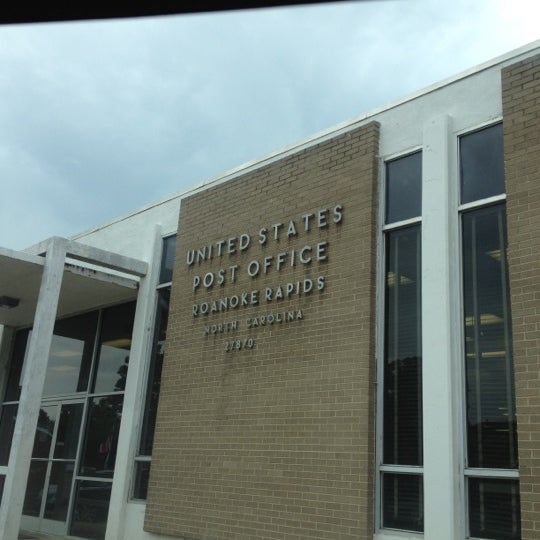 UNITED STATES
POST OFFICE
ROANOKE RAPIDS
NORTH CAROLINA
27870